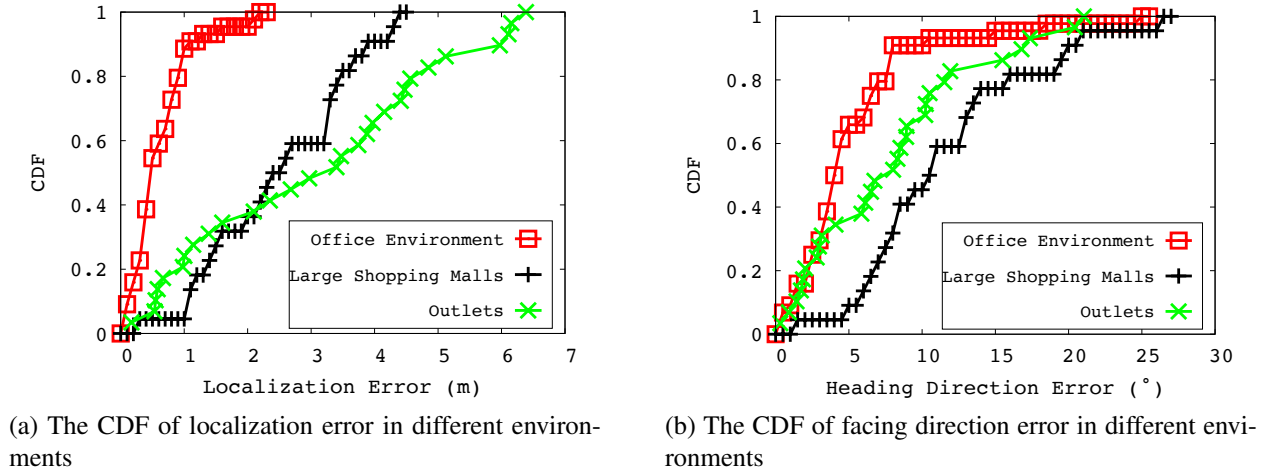 1
0.8
0.6
0.4
0.2
0
CDF
0 1 2 3 4 5 6 7
Localization Error (m)
Office Environment
Large Shopping Malls
Outlets
(a) The CDF of localization error in different environ-
ments
1
0.8
0.6
0.4
0.2
0
CDF
0 5 10 15 20 25 30
Heading Direction Error (°)
Office Environment
Large Shopping Malls
Outlets
(b) The CDF of facing direction error in different envi-
ronments